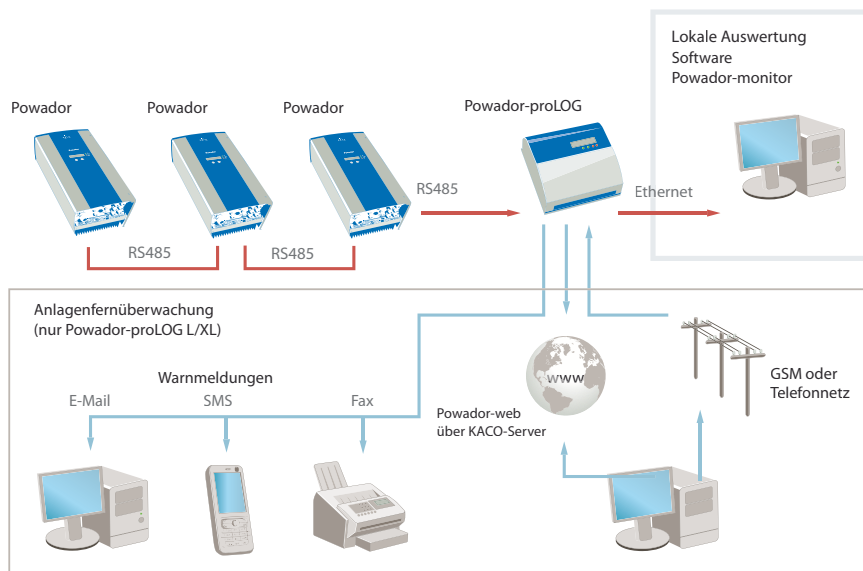 Lokale Auswertung
Software
Powador-monitor
Powador
Powador
Powador
Powador-proLOG
RS485
Ethernet
RS485
RS485
Anlagenfernüberwachung
(nur Powador-proLOG L/XL)
Warnmeldungen
E-Mail
SMS
Fax
www
GSM oder
Telefonnetz
Powador-web
über KACO-Server